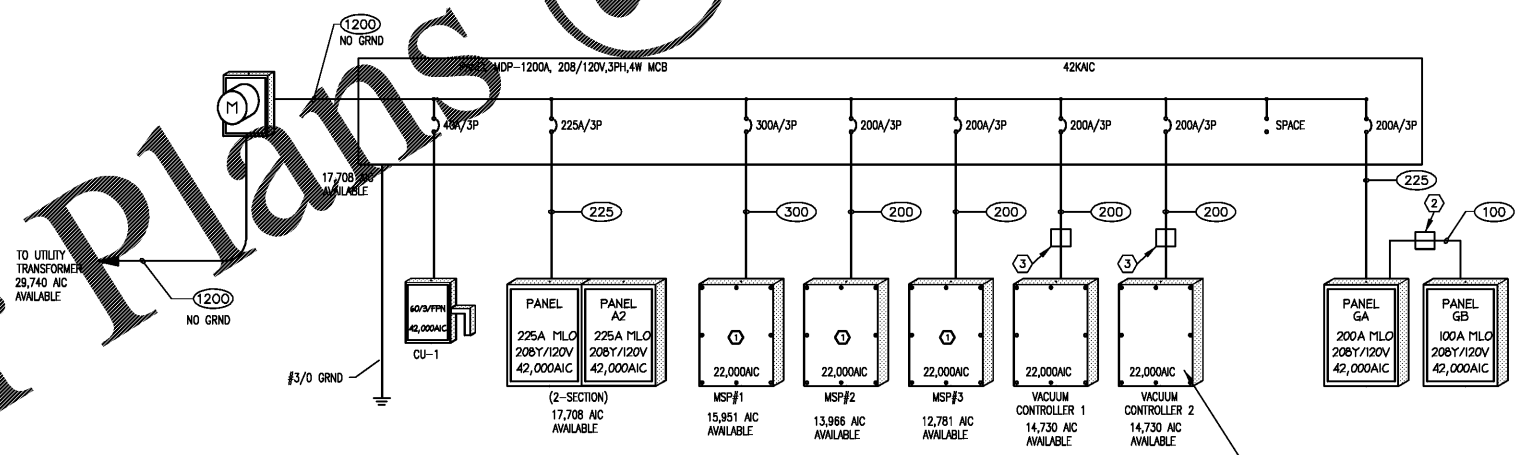 1200
NO GRND
MDP-1200A, 208/120V,3PH,4W MCB
42KAIC
M
40A/3P
225A/3P
300A/3P
200A/3P
200A/3P
200A/3P
200A/3P
SPACE
200A/3P
17,708 AIC
AVAILABLE
225
300
200
200
200
200
225
2
100
3
3
TO UTILITY
TRANSFORMER
29,740 AIC
AVAILABLE
1200
NO GRND
#3/0 GRND
60/3/FPN
42,000AIC
CU-1
PANEL
225A MLO
208Y/120V
42,000AIC
PANEL
A2
225A MLO
208Y/120V
42,000AIC
(2-SECTION)
17,708 AIC
AVAILABLE
1
22,000AIC
MSP#1
15,951 AIC
AVAILABLE
1
22,000AIC
MSP#2
13,966 AIC
AVAILABLE
1
22,000AIC
MSP#3
12,781 AIC
AVAILABLE
22,000AIC
VACUUM
CONTROLLER 1
14,730 AIC
AVAILABLE
22,000AIC
VACUUM
CONTROLLER 2
14,730 AIC
AVAILABLE
PANEL
GA
200A MLO
208Y/120V
42,000AIC
PANEL
GB
100A MLO
208Y/120V
42,000AIC
Plans